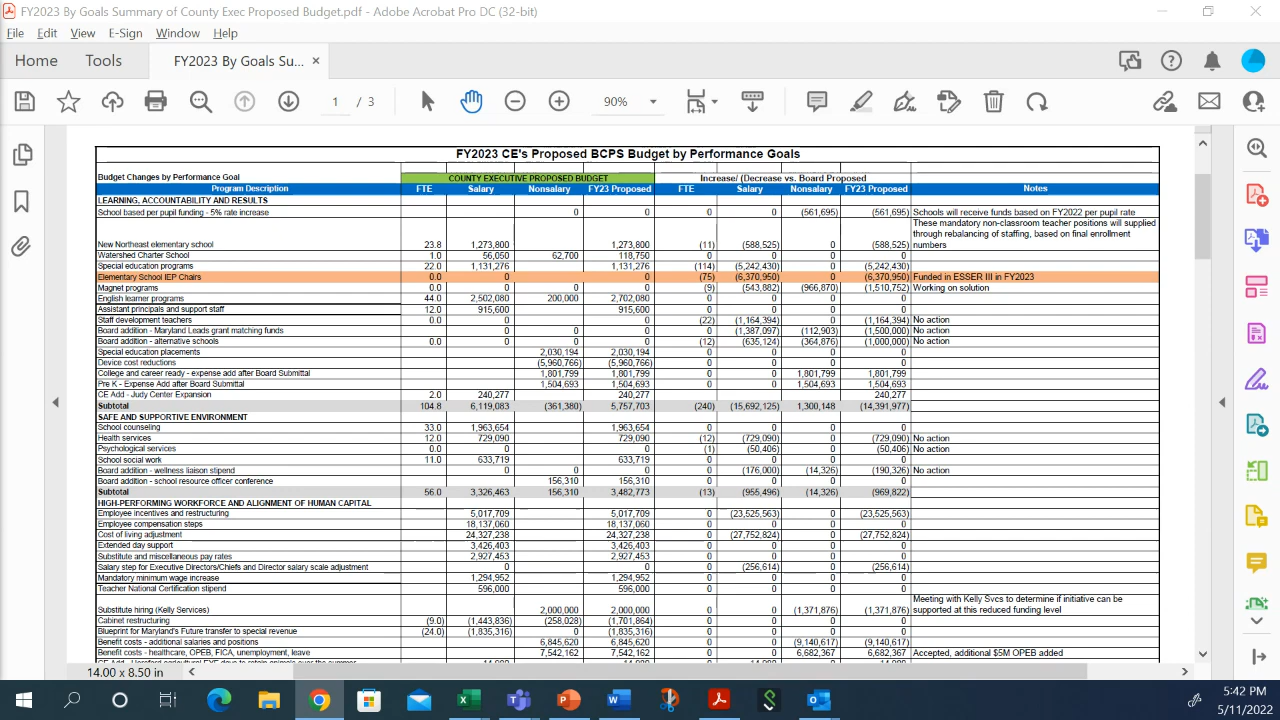 FY2023 By Goals Summary of County Exec Proposed Budget.pdf - Adobe Acrobat Pro DC (32-bit)
File Edit View E-Sign Window Help
Home Tools FY2023 By Goals Su... ×
1 / 3 90%
FY2023 CE's Proposed BCPS Budget by Performance Goals
Budget Changes by Performance Goal COUNTY EXECUTIVE PROPOSED BUDGET Increase/ (Decrease vs. Board Proposed
Program Description FTE Salary Nonsalary FY23 Proposed FTE Salary Nonsalary FY23 Proposed Notes
LEARNING, ACCOUNTABILITY AND RESULTS
School based per pupil funding - 5% rate increase 0 0 0 0 (561,695) (561,695) Schools will receive funds based on FY2022 per pupil rate
These mandatory non-classroom teacher positions will supplied
through rebalancing of staffing, based on final enrollment
New Northeast elementary school 23.8 1,273,800 1,273,800 (11) (588,525) 0 (588,525) numbers
Watershed Charter School 1.0 56,050 62,700 118,750 0 0 0 0
Special education programs 22.0 1,131,276 1,131,276 (114) (5,242,430) 0 (5,242,430)
Elementary School IEP Chairs 0.0 0 0 (75) (6,370,950) 0 (6,370,950) Funded in ESSER III in FY2023
Magnet programs 0.0 0 0 0 (9) (543,882) (966,870) (1,510,752) Working on solution
English learner programs 44.0 2,502,080 200,000 2,702,080 0 0 0 0
Assistant principals and support staff 12.0 915,600 915,600 0 0 0 0
Staff development teachers 0.0 0 0 (22) (1,164,394) 0 (1,164,394) No action
Board addition - Maryland Leads grant matching funds 0 0 0 0 (1,387,097) (112,903) (1,500,000) No action
Board addition - alternative schools 0.0 0 0 0 (12) (635,124) (364,876) (1,000,000) No action
Special education placements 2,030,194 2,030,194 0 0 0 0
Device cost reductions (5,960,766) (5,960,766) 0 0 0 0
College and career ready - expense add after Board Submittal 1,801,799 1,801,799 0 0 1,801,799 1,801,799
Pre K - Expense Add after Board Submittal 1,504,693 1,504,693 0 0 1,504,693 1,504,693
CE Add - Judy Center Expansion 2.0 240,277 240,277 0 0 0 240,277
Subtotal 104.8 6,119,083 (361,380) 5,757,703 (240) (15,692,125) 1,300,148 (14,391,977)
SAFE AND SUPPORTIVE ENVIRONMENT
School counseling 33.0 1,963,654 1,963,654 0 0 0 0
Health services 12.0 729,090 729,090 (12) (729,090) 0 (729,090) No action
Psychological services 0.0 0 0 (1) (50,406) 0 (50,406) No action
School social work 11.0 633,719 633,719 0 0 0 0
Board addition - wellness liaison stipend 0 0 0 0 (176,000) (14,326) (190,326) No action
Board addition - school resource officer conference 156,310 156,310 0 0 0 0
Subtotal 56.0 3,326,463 156,310 3,482,773 (13) (955,496) (14,326) (969,822)
HIGH-PERFORMING WORKFORCE AND ALIGNMENT OF HUMAN CAPITAL
Employee incentives and restructuring 5,017,709 5,017,709 0 (23,525,563) 0 (23,525,563)
Employee compensation steps 18,137,060 18,137,060 0 0 0 0
Cost of living adjustment 24,327,238 24,327,238 0 (27,752,824) 0 (27,752,824)
Extended day support 3,426,403 3,426,403 0 0 0 0
Substitute and miscellaneous pay rates 2,927,453 2,927,453 0 0 0 0
Salary step for Executive Directors/Chiefs and Director salary scale adjustment 0 0 0 (256,614) 0 (256,614)
Mandatory minimum wage increase 1,294,952 1,294,952 0 0 0 0
Teacher National Certification stipend 596,000 596,000 0 0 0 0
Meeting with Kelly Svcs to determine if initiative can be
Substitute hiring (Kelly Services) 2,000,000 2,000,000 0 0 (1,371,876) (1,371,876) supported at this reduced funding level
Cabinet restructuring (9.0) (1,443,836) (258,028) (1,701,864) 0 0 0 0
Blueprint for Maryland's Future transfer to special revenue (24.0) (1,835,316) 0 (1,835,316) 0 0 0 0
Benefit costs - additional salaries and positions 6,845,620 6,845,620 0 0 (9,140,617) (9,140,617)
Benefit costs - healthcare, OPEB, FICA, unemployment, leave 7,542,162 7,542,162 0 0 6,682,367 6,682,367 Accepted, additional $5M OPEB added
14.00 x 8.50 in
5:42 PM
5/11/2022